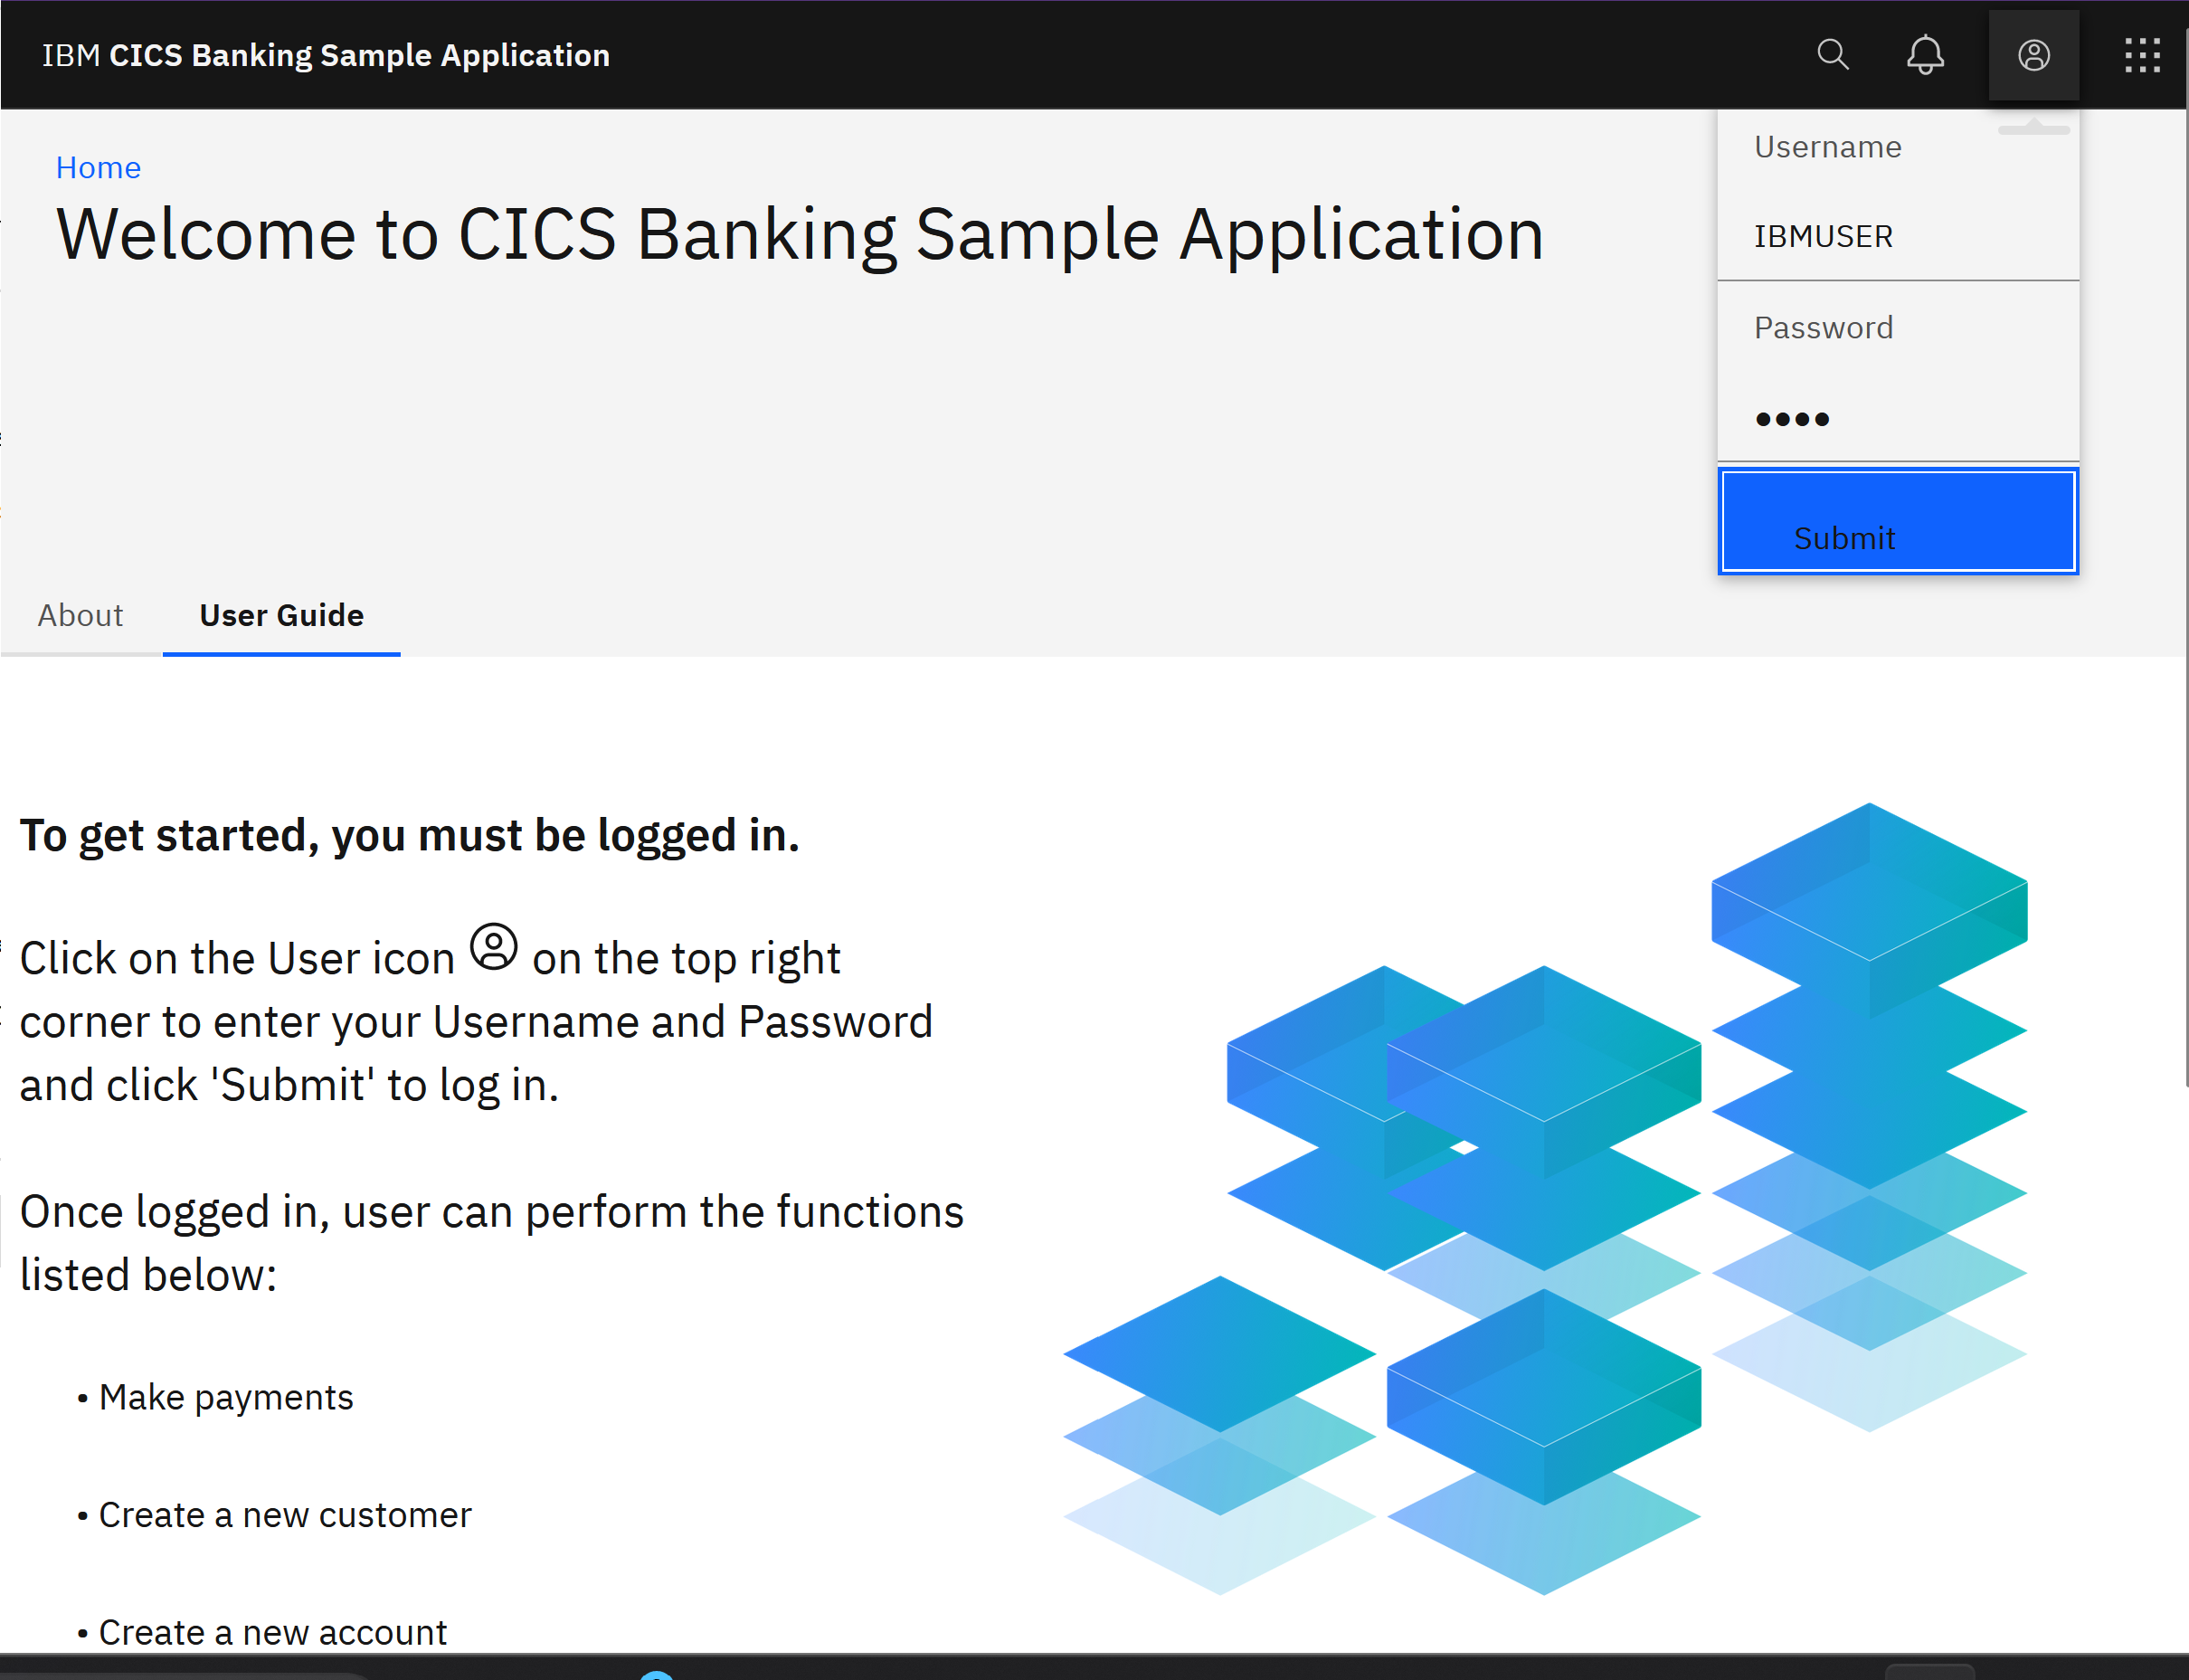 IBM CICS Banking Sample Application
Home
Welcome to CICS Banking Sample Application
Username
IBMUSER
Password
••••
Submit
About
User Guide
To get started, you must be logged in.
Click on the User icon on the top right
corner to enter your Username and Password
and click 'Submit' to log in.
Once logged in, user can perform the functions
listed below:
• Make payments
• Create a new customer
• Create a new account